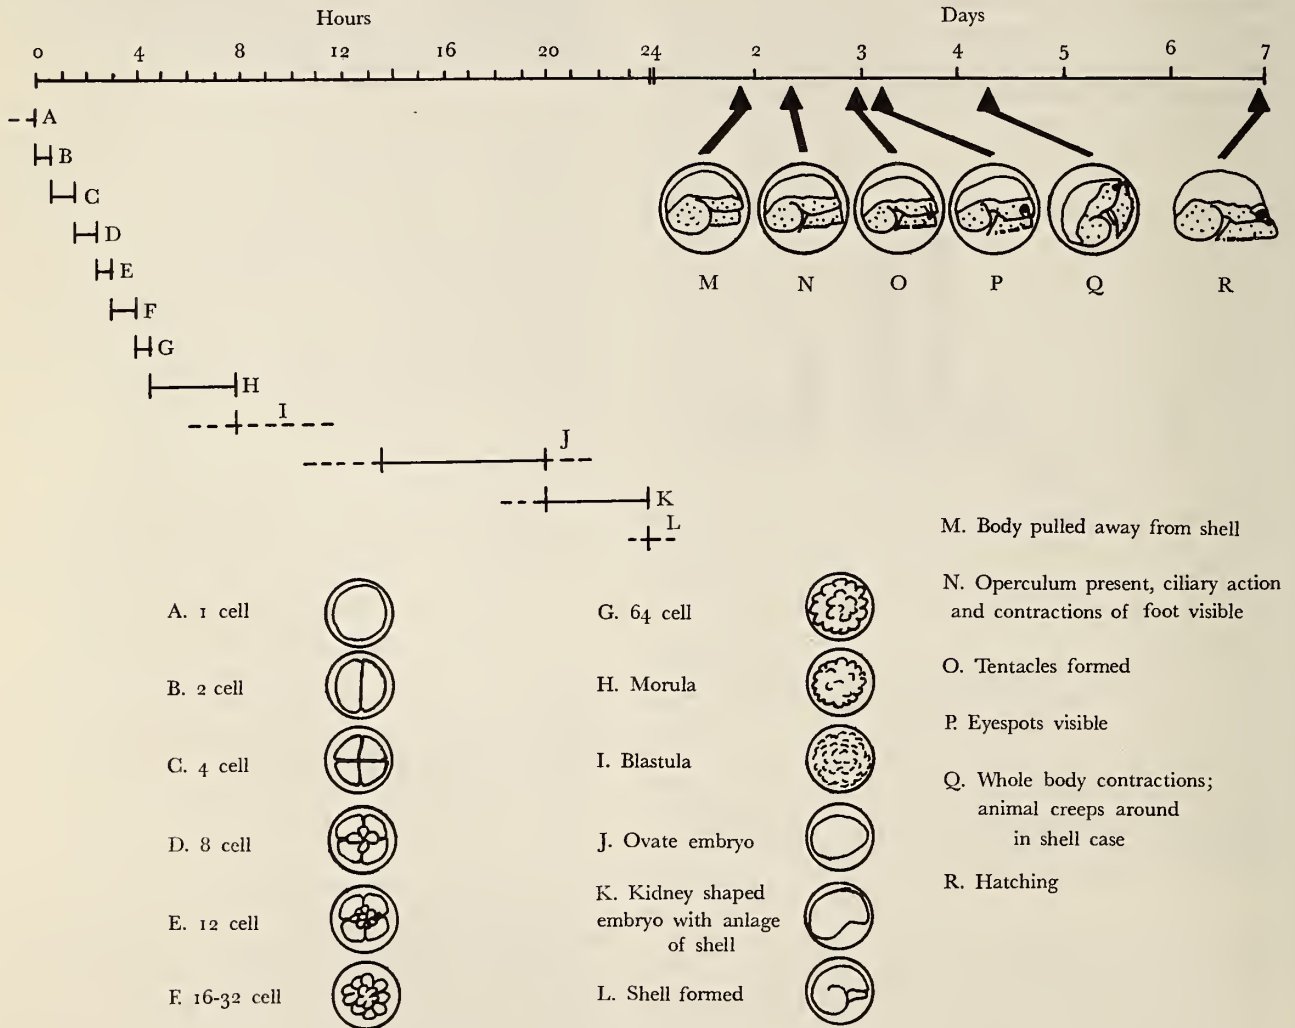 Hours Days
0 4 8 12 16 20 24 2 3 4 5 6 7
A
B
C
D
E
F
G
H
I
J
K
L
M N O P Q R
A. 1 cell
B. 2 cell
C. 4 cell
D. 8 cell
E. 12 cell
F. 16-32 cell
G. 64 cell
H. Morula
I. Blastula
J. Ovate embryo
K. Kidney shaped
embryo with anlage
of shell
L. Shell formed
M. Body pulled away from shell
N. Operculum present, ciliary action
and contractions of foot visible
O. Tentacles formed
P. Eyespots visible
Q. Whole body contractions;
animal creeps around
in shell case
R. Hatching